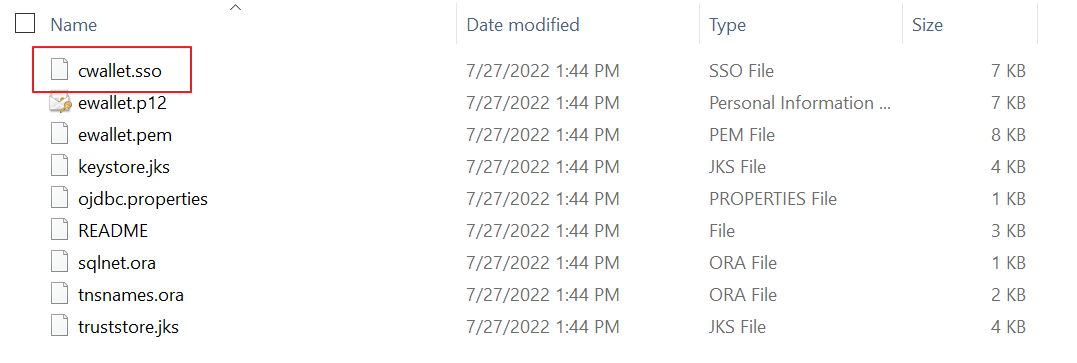 Name Date modified Type Size
cwallet.sso 7/27/2022 1:44 PM SSO File 7 KB
ewallet.p12 7/27/2022 1:44 PM Personal Information ... 7 KB
ewallet.pem 7/27/2022 1:44 PM PEM File 8 KB
keystore.jks 7/27/2022 1:44 PM JKS File 4 KB
ojdbc.properties 7/27/2022 1:44 PM PROPERTIES File 1 KB
README 7/27/2022 1:44 PM File 3 KB
sqlnet.ora 7/27/2022 1:44 PM ORA File 1 KB
tnsnames.ora 7/27/2022 1:44 PM ORA File 2 KB
truststore.jks 7/27/2022 1:44 PM JKS File 4 KB